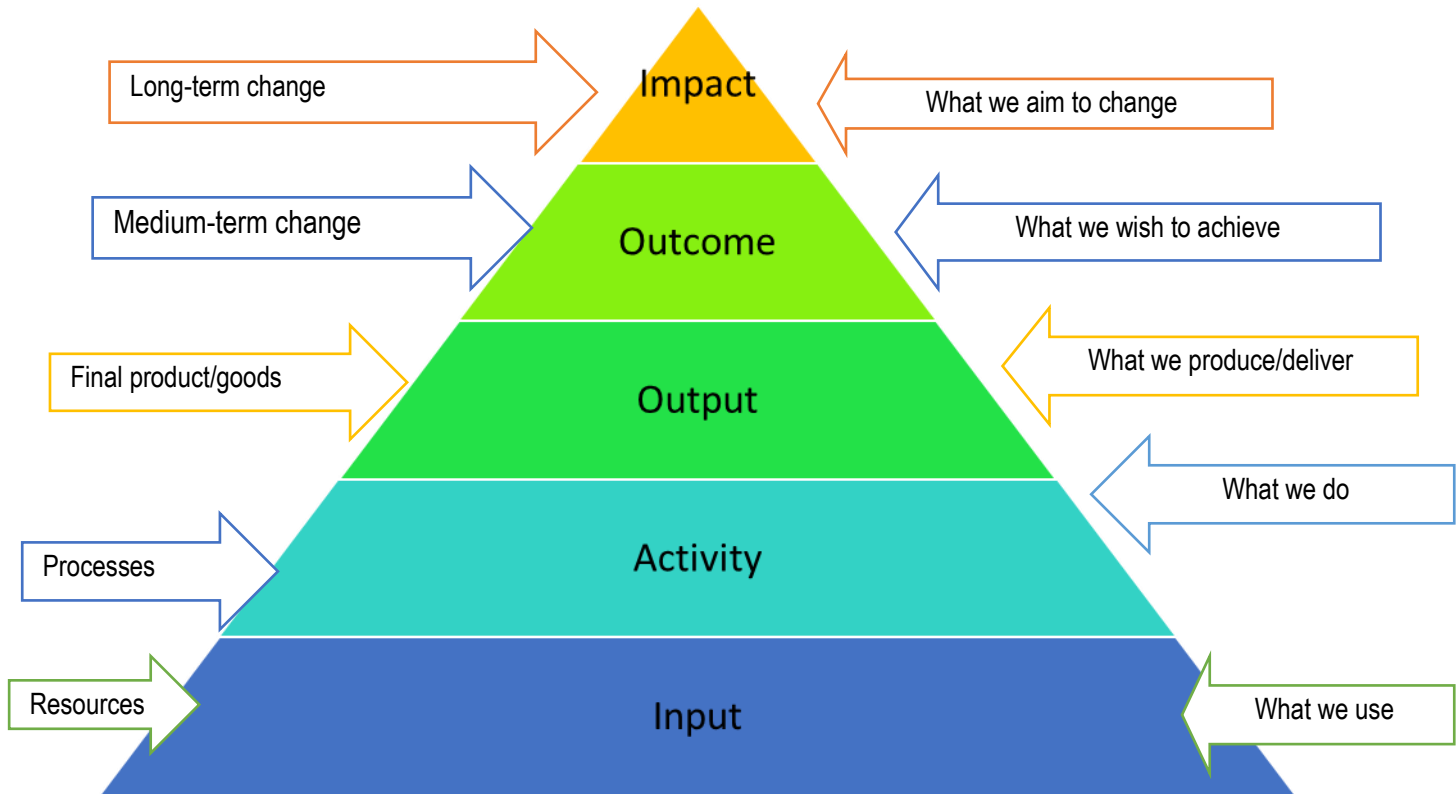 Long-term change
Impact
What we aim to change
Medium-term change
Outcome
What we wish to achieve
Final product/goods
Output
What we produce/deliver
What we do
Processes
Activity
Resources
Input
What we use